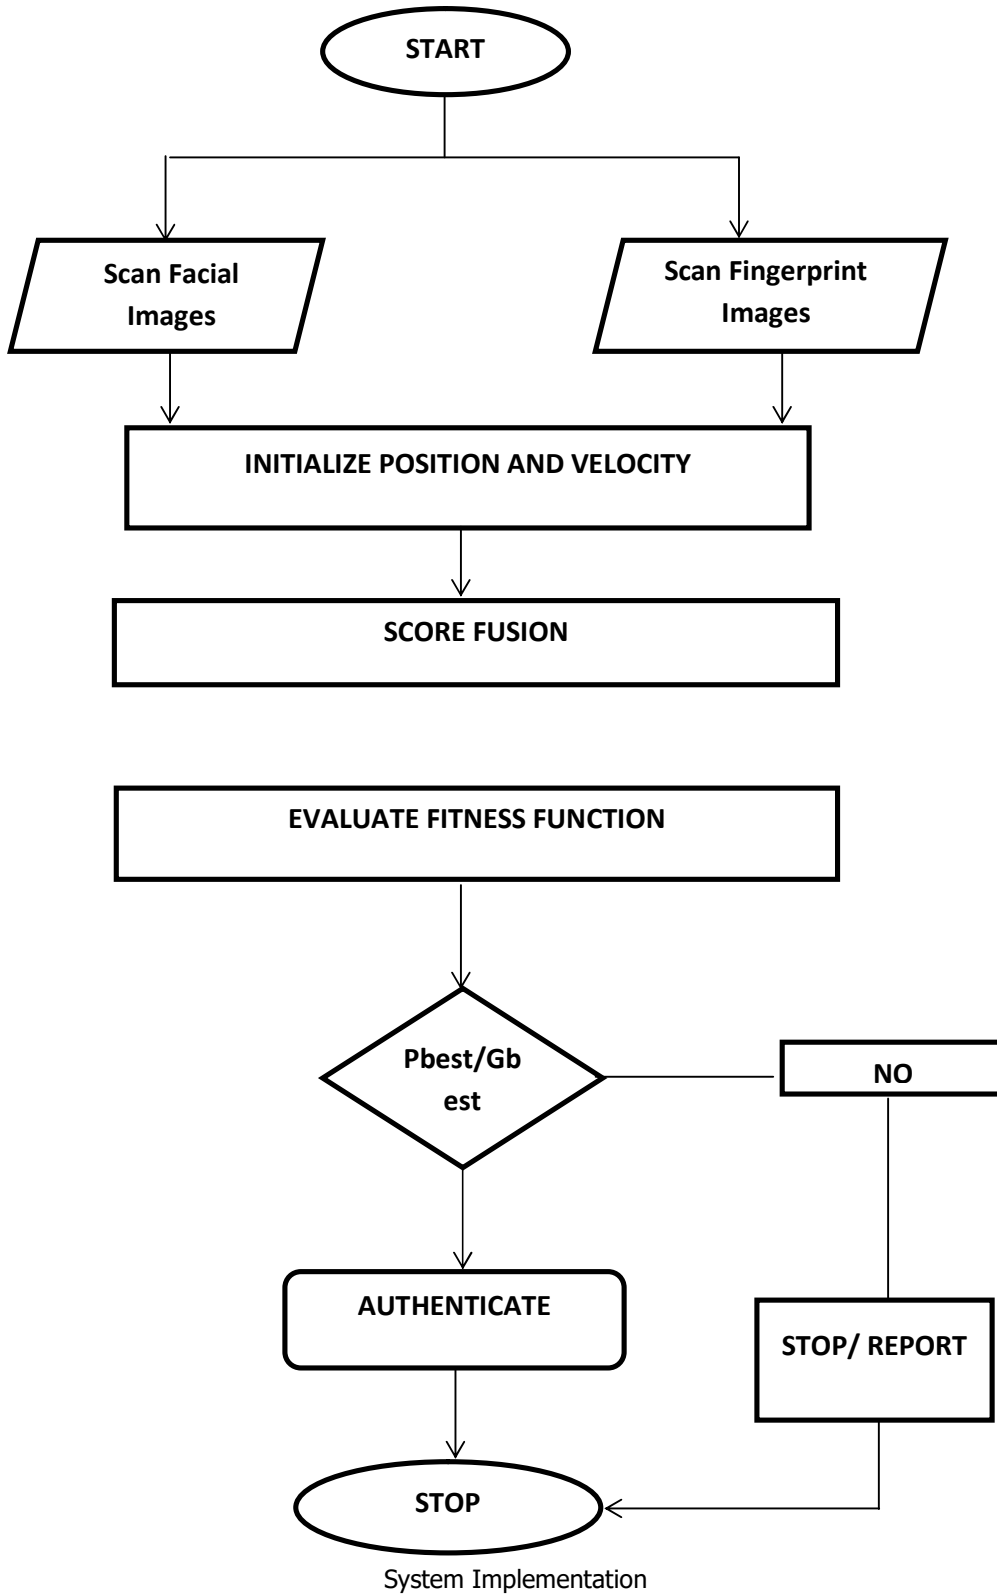 START
Scan Facial
Images
Scan Fingerprint
Images
INITIALIZE POSITION AND VELOCITY
SCORE FUSION
EVALUATE FITNESS FUNCTION
Pbest/Gb
est
NO
AUTHENTICATE
STOP/ REPORT
STOP
System Implementation